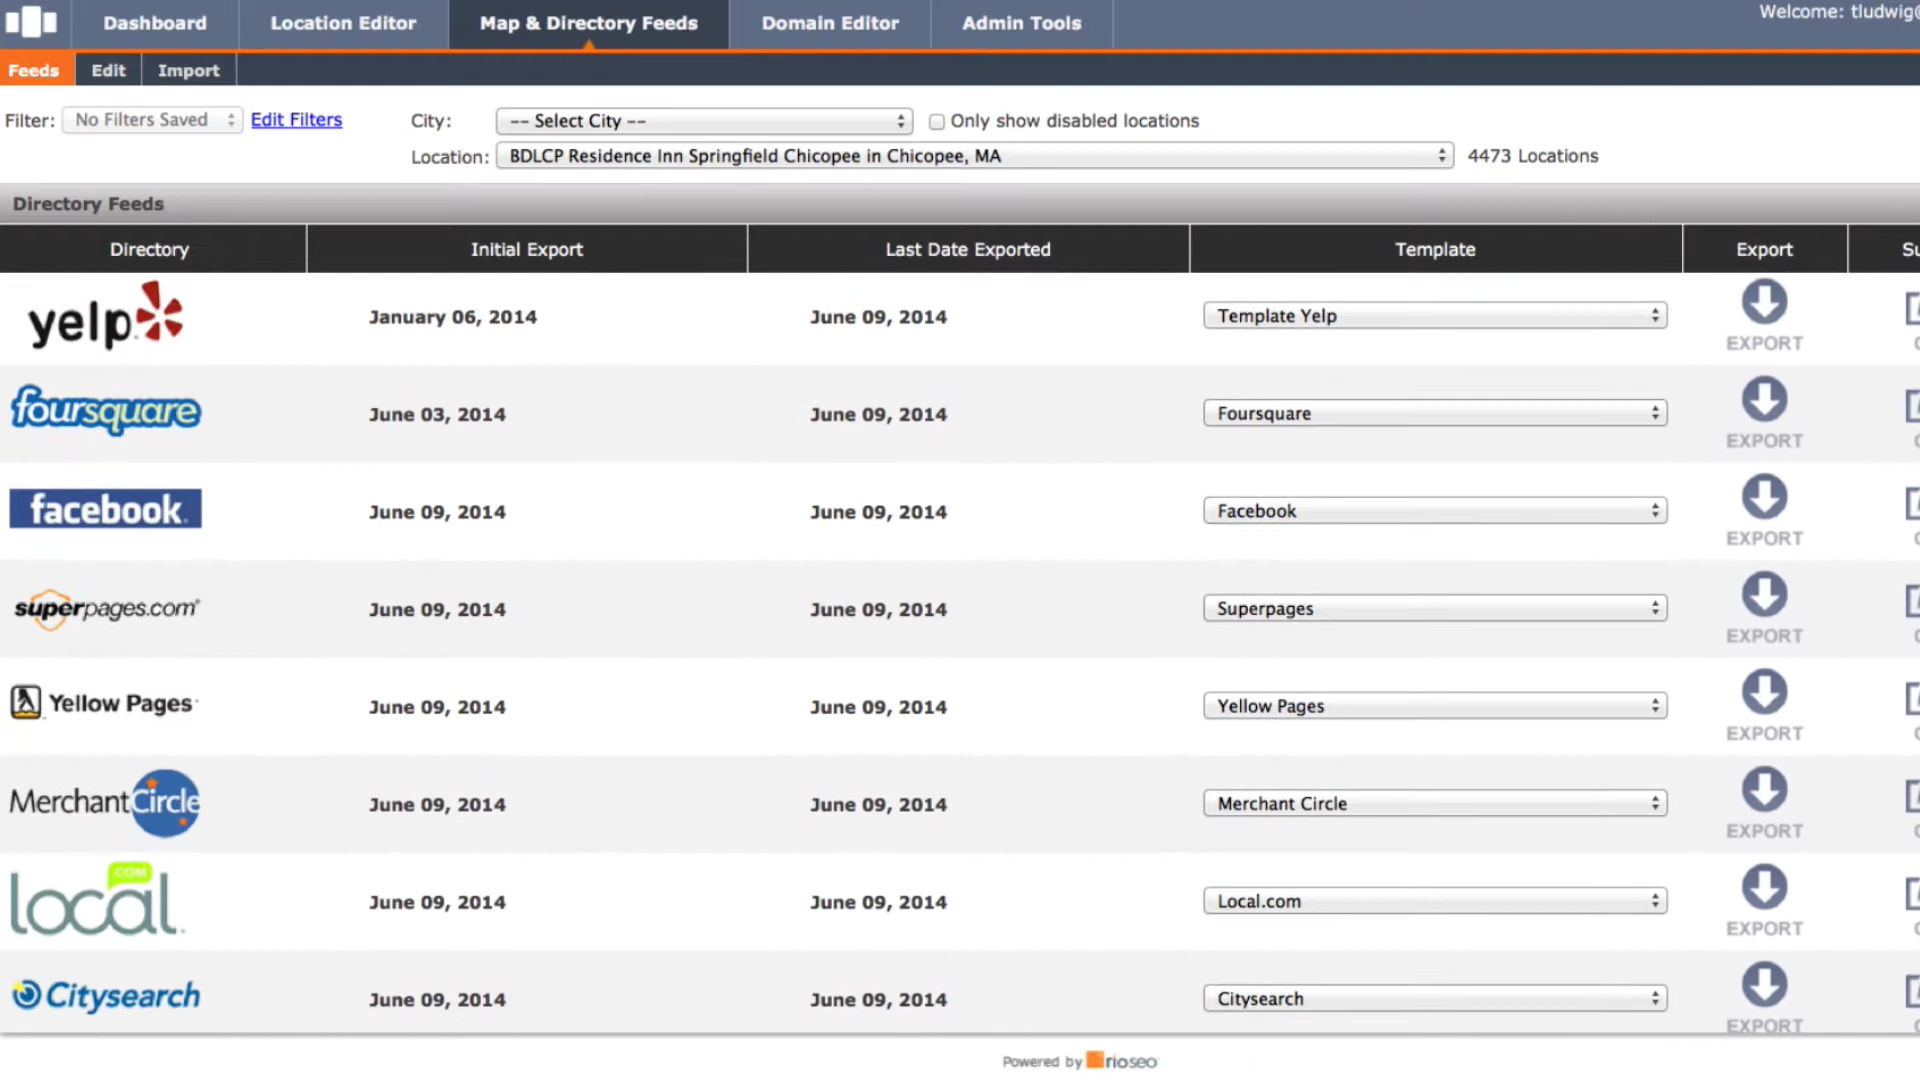 Dashboard Location Editor Map & Directory Feeds Domain Editor Admin Tools Welcome: tludwig@
Feeds Edit Import
Filter: No Filters Saved Edit Filters City: -- Select City -- Only show disabled locations
Location: BDLCP Residence Inn Springfield Chicopee in Chicopee, MA 4473 Locations
Directory Feeds
Directory Initial Export Last Date Exported Template Export
yelp January 06, 2014 June 09, 2014 Template Yelp EXPORT
foursquare June 03, 2014 June 09, 2014 Foursquare EXPORT
facebook June 09, 2014 June 09, 2014 Facebook EXPORT
superpages.com June 09, 2014 June 09, 2014 Superpages EXPORT
Yellow Pages June 09, 2014 June 09, 2014 Yellow Pages EXPORT
MerchantCircle June 09, 2014 June 09, 2014 Merchant Circle EXPORT
local.COM June 09, 2014 June 09, 2014 Local.com EXPORT
Citysearch June 09, 2014 June 09, 2014 Citysearch EXPORT
Powered by rioseo